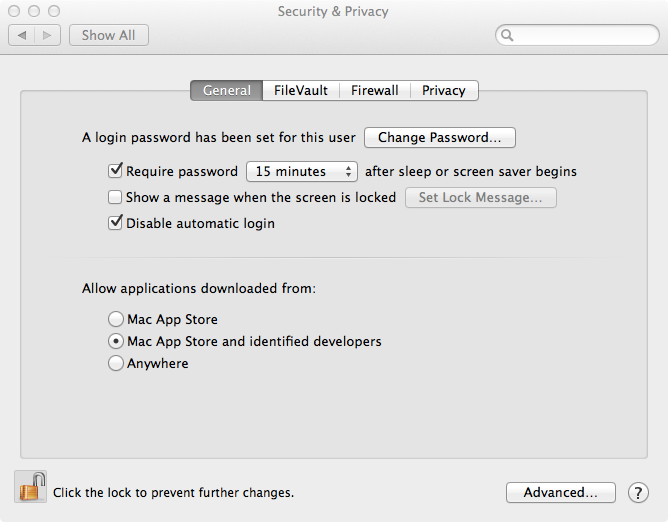 Security & Privacy
Show All
General FileVault Firewall Privacy
A login password has been set for this user Change Password...
Require password 15 minutes after sleep or screen saver begins
Show a message when the screen is locked Set Lock Message...
Disable automatic login
Allow applications downloaded from:
Mac App Store
Mac App Store and identified developers
Anywhere
Click the lock to prevent further changes. Advanced... ?